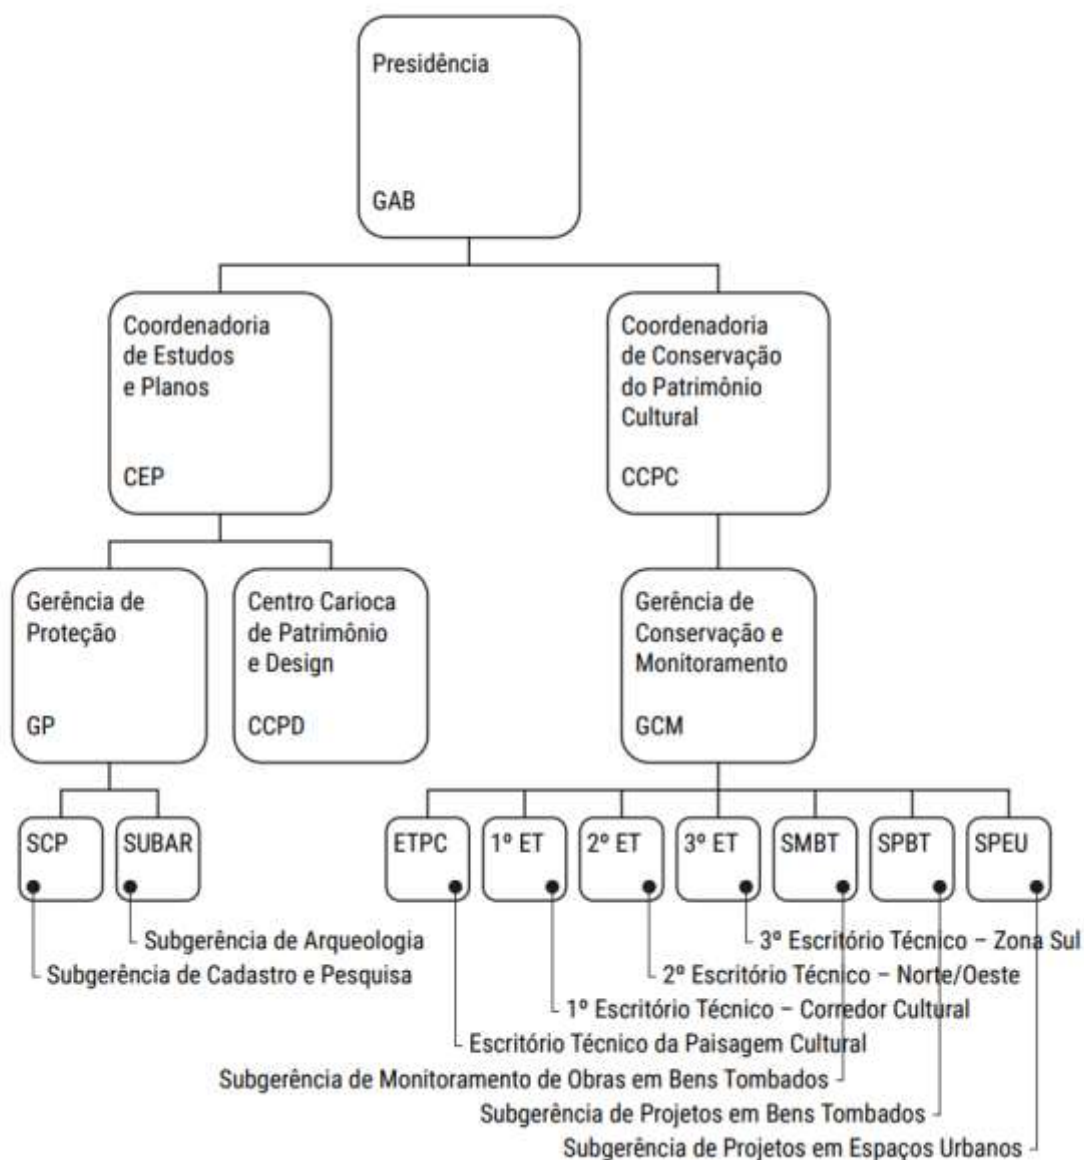 Presidência
GAB
Coordenadoria
de Estudos
e Planos
CEP
Coordenadoria
de Conservação
do Patrimônio
Cultural
CCPC
Gerência de
Proteção
GP
Centro Carioca
de Patrimônio
e Design
CCPD
Gerência de
Conservação e
Monitoramento
GCM
SCP
SUBAR
ETPC
1º ET
2º ET
3º ET
SMBT
SPBT
SPEU
Subgerência de Arqueologia
Subgerência de Cadastro e Pesquisa
3º Escritório Técnico – Zona Sul
2º Escritório Técnico – Norte/Oeste
1º Escritório Técnico – Corredor Cultural
Escritório Técnico da Paisagem Cultural
Subgerência de Monitoramento de Obras em Bens Tombados
Subgerência de Projetos em Bens Tombados
Subgerência de Projetos em Espaços Urbanos